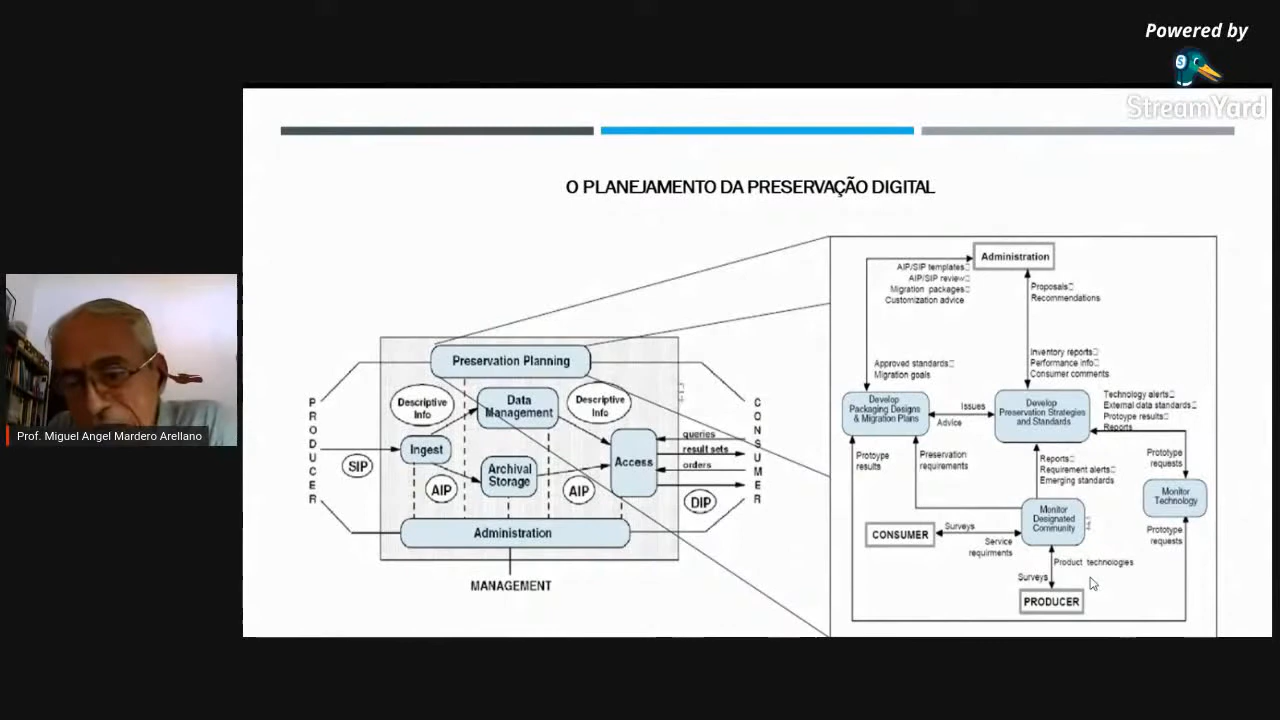 Powered by
StreamYard
O PLANEJAMENTO DA PRESERVAÇÃO DIGITAL
Prof. Miguel Angel Mardero Arellano
PRODUCER
SIP
Preservation Planning
Descriptive
Info
Data
Management
Descriptive
Info
Ingest
AIP
Archival
Storage
AIP
Access
queries
result sets
orders
DIP
CONSUMER
Administration
MANAGEMENT
Administration
AIP/SIP templates
AIP/SIP review
Migration packages
Customization advice
Proposals
Recommendations
Approved standards
Migration goals
Inventory reports
Performance info
Consumer comments
Develop
Packaging Designs
& Migration Plans
Issues
Advice
Develop
Preservation Strategies
and Standards
Technology alerts
External data standards
Protoype results
Reports
Protoype
results
Preservation
requirements
Reports
Requirement alerts
Emerging standards
Prototype
requests
Monitor
Technology
Prototype
requests
Monitor
Designated
Community
CONSUMER
Surveys
Service
requirments
Product technologies
Surveys
PRODUCER